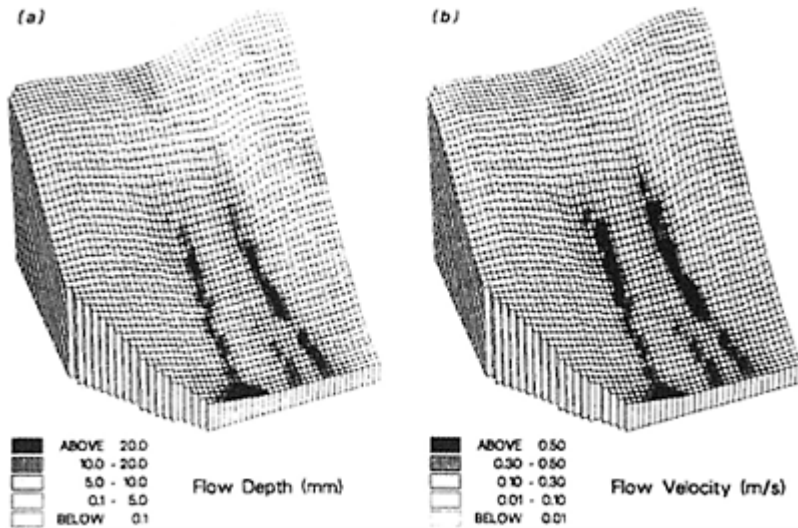 (a)
ABOVE 20.0
10.0 - 20.0
5.0 - 10.0
0.1 - 5.0
BELOW 0.1
Flow Depth (mm)
(b)
ABOVE 0.50
0.30 - 0.50
0.10 - 0.30
0.01 - 0.10
BELOW 0.01
Flow Velocity (m/s)